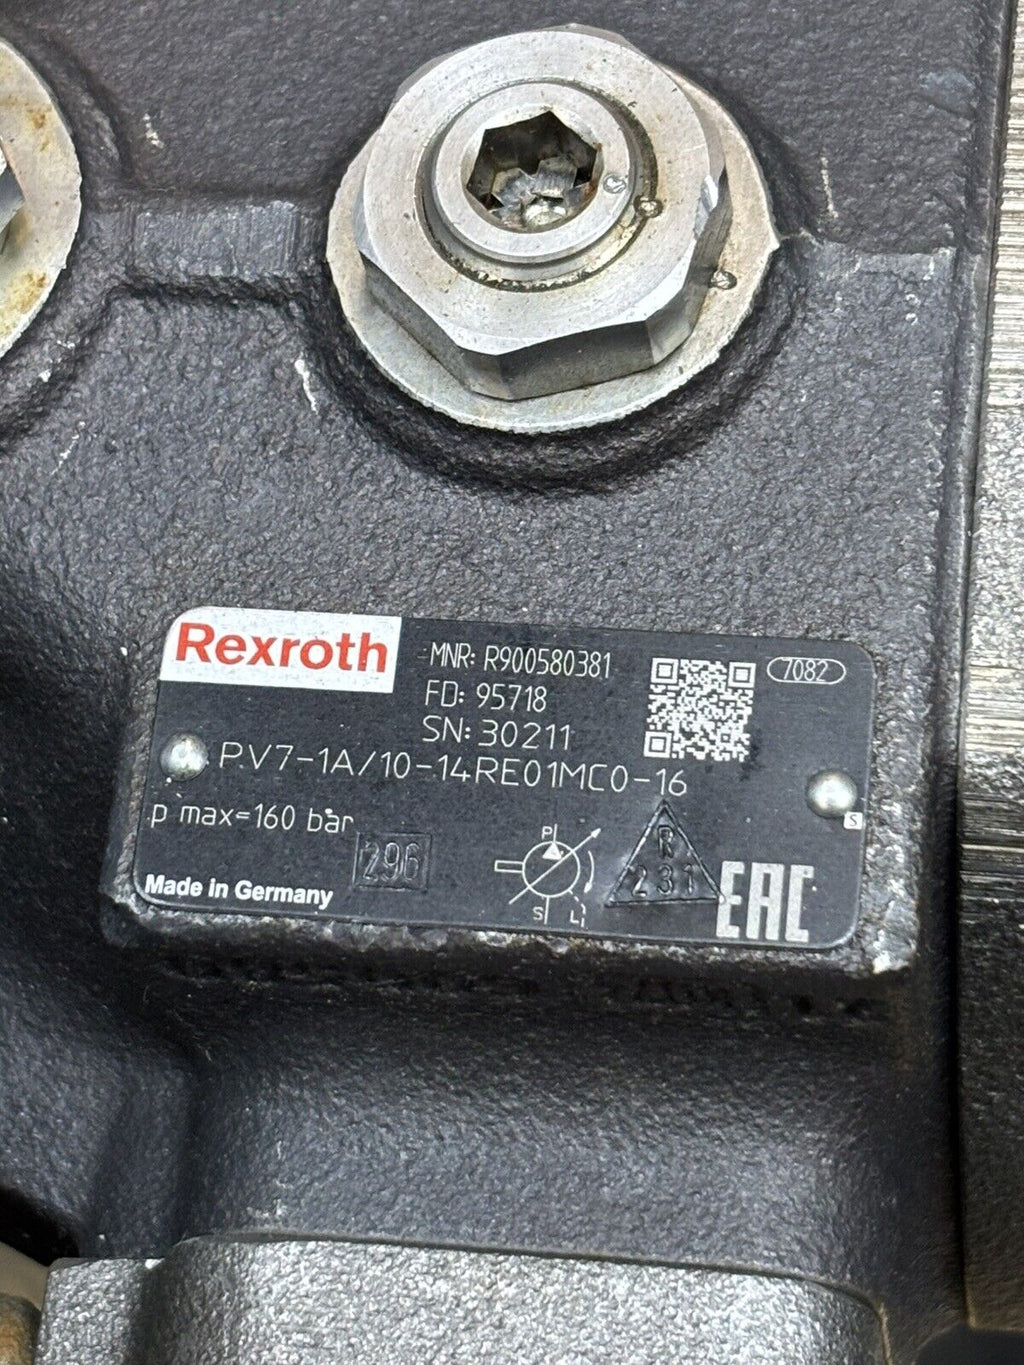 Rexroth
MNR: R900580381
7082
FD: 95718
SN: 30211
PV7-1A/10-14RE01MC0-16
p max=160 bar
S
296
P
S L
R
231
EAC
Made in Germany